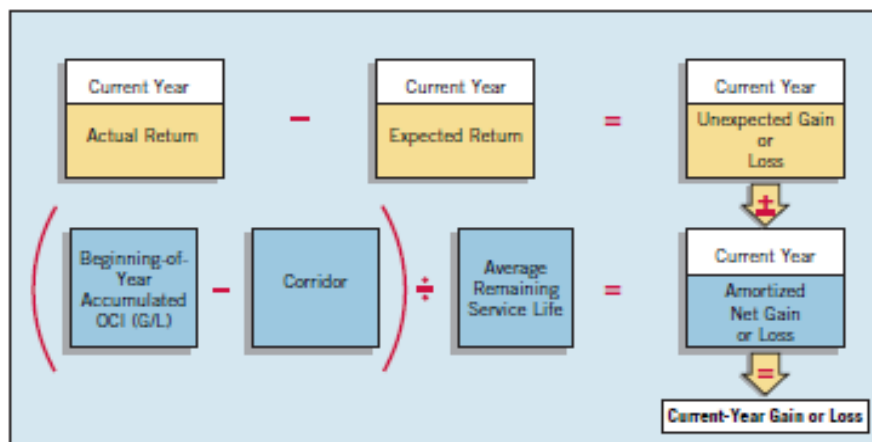 Current Year
Actual Return
−
Current Year
Expected Return
=
Current Year
Unexpected Gain
or
Loss
±
(
Beginning-of-
Year
Accumulated
OCI (G/L)
−
Corridor
)
÷
Average
Remaining
Service Life
=
Current Year
Amortized
Net Gain
or Loss
=
Current-Year Gain or Loss